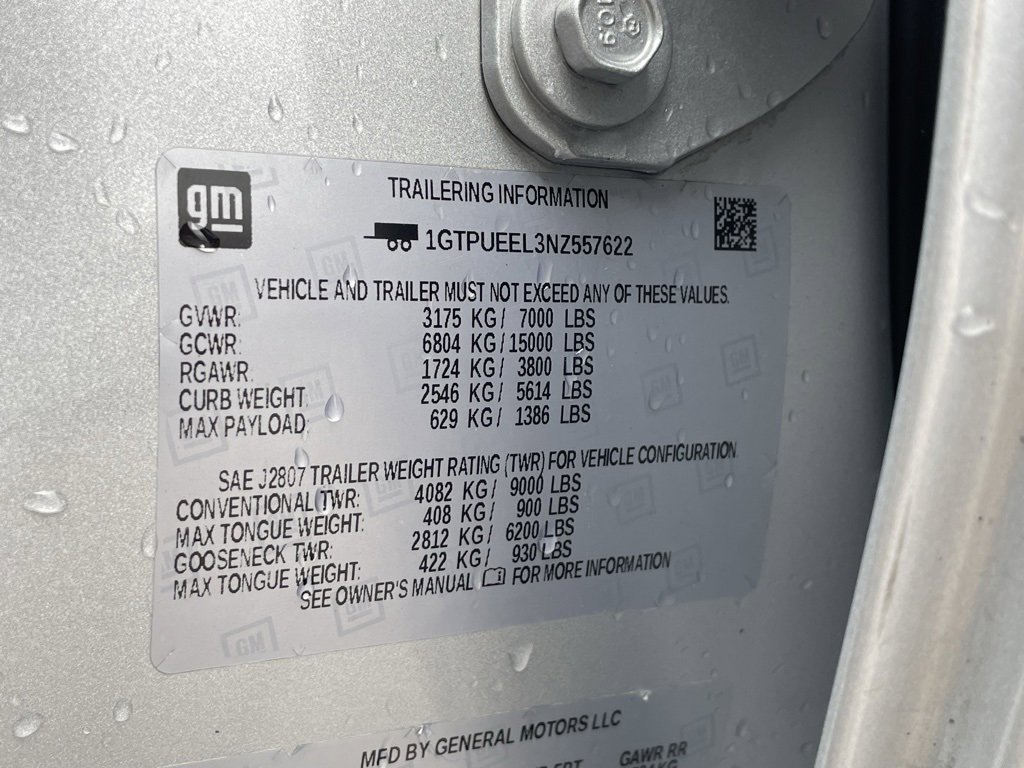 601
gm
TRAILERING INFORMATION
1GTPUEEL3NZ557622
VEHICLE AND TRAILER MUST NOT EXCEED ANY OF THESE VALUES.
GVWR: 3175 KG/ 7000 LBS
GCWR: 6804 KG/15000 LBS
RGAWR: 1724 KG/ 3800 LBS
CURB WEIGHT: 2546 KG/ 5614 LBS
MAX PAYLOAD: 629 KG/ 1386 LBS
SAE J2807 TRAILER WEIGHT RATING (TWR) FOR VEHICLE CONFIGURATION
CONVENTIONAL TWR: 4082 KG/ 9000 LBS
MAX TONGUE WEIGHT: 408 KG/ 900 LBS
GOOSENECK TWR: 2812 KG/ 6200 LBS
MAX TONGUE WEIGHT: 422 KG/ 930 LBS
SEE OWNER'S MANUAL FOR MORE INFORMATION
GM
MFD BY GENERAL MOTORS LLC
GAWR RR